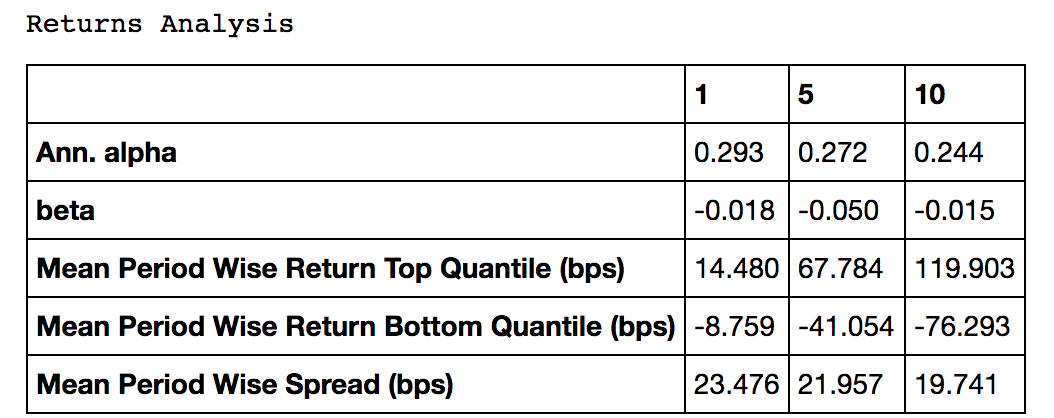 Returns Analysis
1 5 10
Ann. alpha 0.293 0.272 0.244
beta -0.018 -0.050 -0.015
Mean Period Wise Return Top Quantile (bps) 14.480 67.784 119.903
Mean Period Wise Return Bottom Quantile (bps) -8.759 -41.054 -76.293
Mean Period Wise Spread (bps) 23.476 21.957 19.741